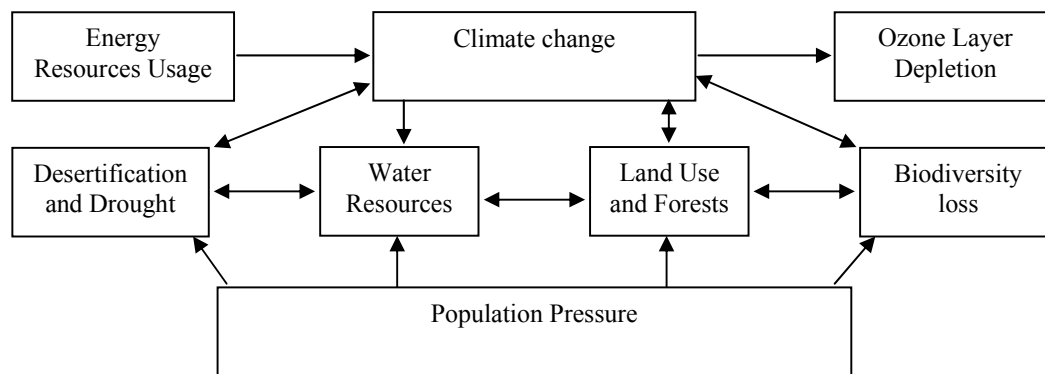 Energy
Resources Usage
Climate change
Ozone Layer
Depletion
Desertification
and Drought
Water
Resources
Land Use
and Forests
Biodiversity
loss
Population Pressure